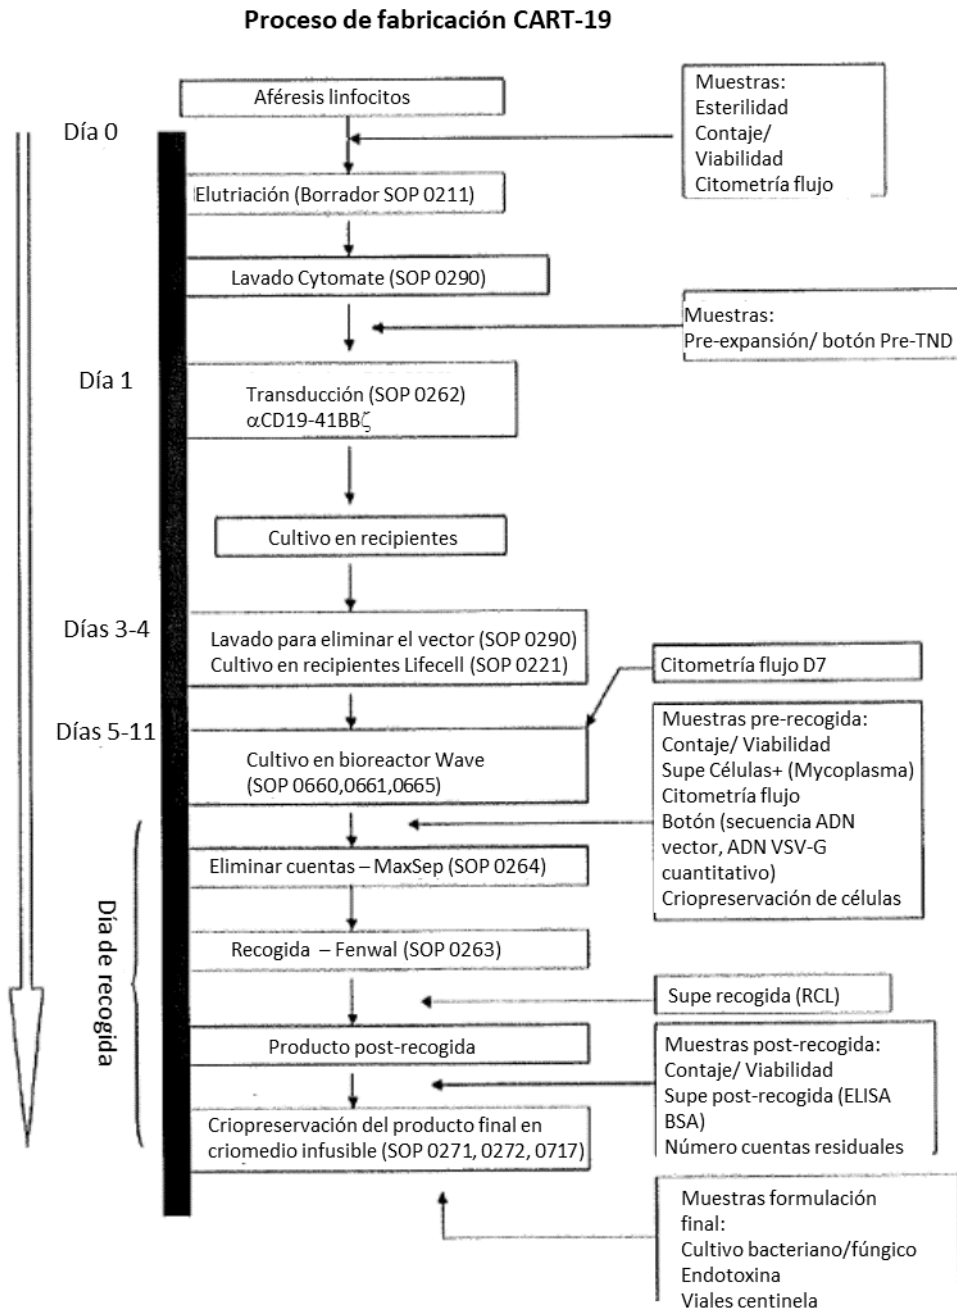 Proceso de fabricación CART-19
Aféresis linfocitos
Muestras:
Esterilidad
Contaje/
Viabilidad
Citometría flujo
Día 0
Elutriación (Borrador SOP 0211)
Lavado Cytomate (SOP 0290)
Muestras:
Pre-expansión/ botón Pre-TND
Día 1
Transducción (SOP 0262)
αCD19-41BBζ
Cultivo en recipientes
Días 3-4
Lavado para eliminar el vector (SOP 0290)
Cultivo en recipientes Lifecell (SOP 0221)
Citometría flujo D7
Días 5-11
Cultivo en bioreactor Wave
(SOP 0660,0661,0665)
Muestras pre-recogida:
Contaje/ Viabilidad
Supe Células+ (Mycoplasma)
Citometría flujo
Botón (secuencia ADN
vector, ADN VSV-G
cuantitativo)
Criopreservación de células
Día de recogida
Eliminar cuentas – MaxSep (SOP 0264)
Recogida – Fenwal (SOP 0263)
Supe recogida (RCL)
Producto post-recogida
Muestras post-recogida:
Contaje/ Viabilidad
Supe post-recogida (ELISA
BSA)
Número cuentas residuales
Criopreservación del producto final en
criomedio infusible (SOP 0271, 0272, 0717)
Muestras formulación
final:
Cultivo bacteriano/fúngico
Endotoxina
Viales centinela